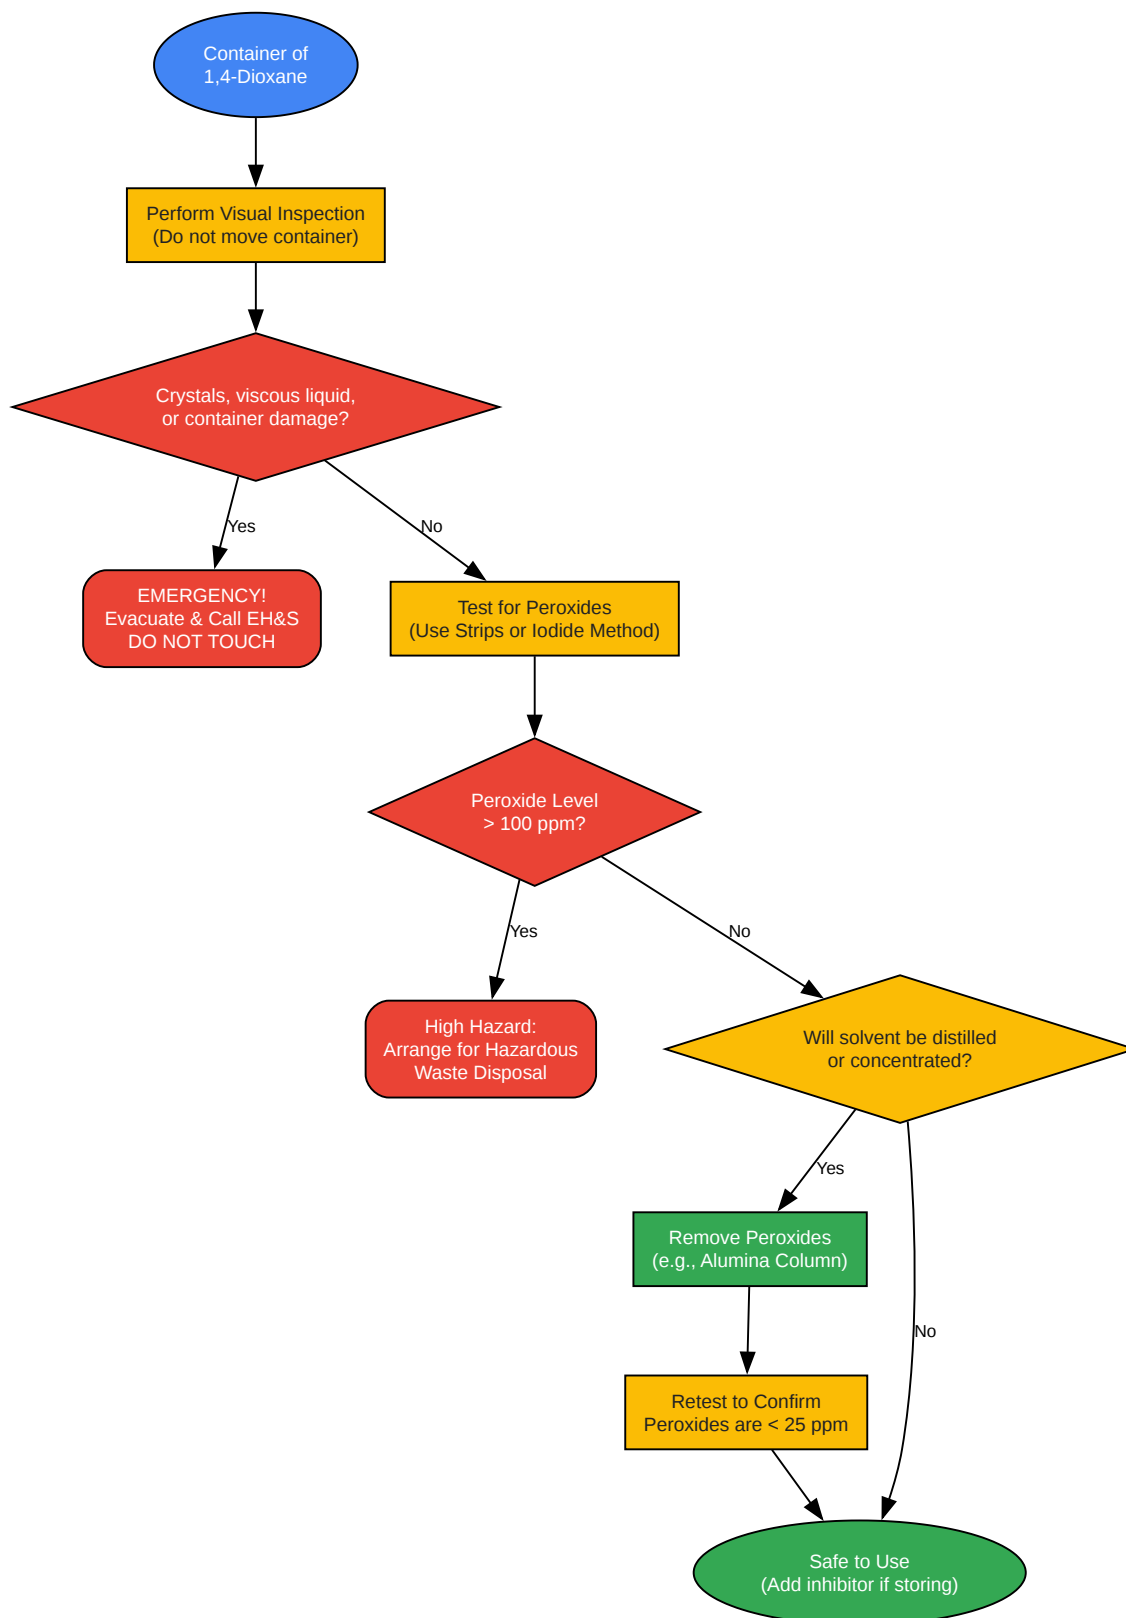 Container of
1,4-Dioxane
Perform Visual Inspection
(Do not move container)
Crystals, viscous liquid,
or container damage?
Yes
No
EMERGENCY!
Evacuate & Call EH&S
DO NOT TOUCH
Test for Peroxides
(Use Strips or Iodide Method)
Peroxide Level
> 100 ppm?
Yes
No
High Hazard:
Arrange for Hazardous
Waste Disposal
Will solvent be distilled
or concentrated?
Yes
Remove Peroxides
(e.g., Alumina Column)
No
Retest to Confirm
Peroxides are < 25 ppm
Safe to Use
(Add inhibitor if storing)